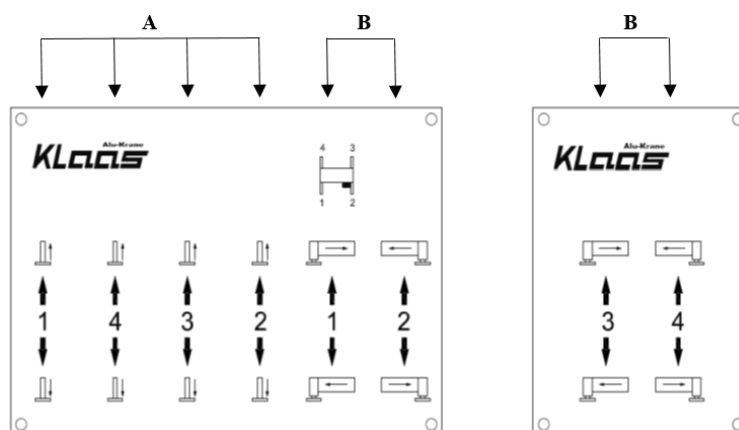 A B B
Alu-Krane Alu-Krane
KLaas KLaas
4 3
1 2
1 4 3 2 1 2 3 4